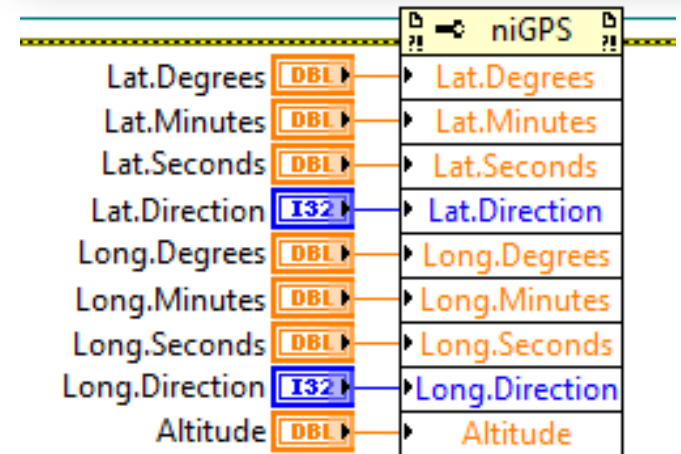 niGPS
?! ?!
Lat.Degrees DBL Lat.Degrees
Lat.Minutes DBL Lat.Minutes
Lat.Seconds DBL Lat.Seconds
Lat.Direction I32 Lat.Direction
Long.Degrees DBL Long.Degrees
Long.Minutes DBL Long.Minutes
Long.Seconds DBL Long.Seconds
Long.Direction I32 Long.Direction
Altitude DBL Altitude